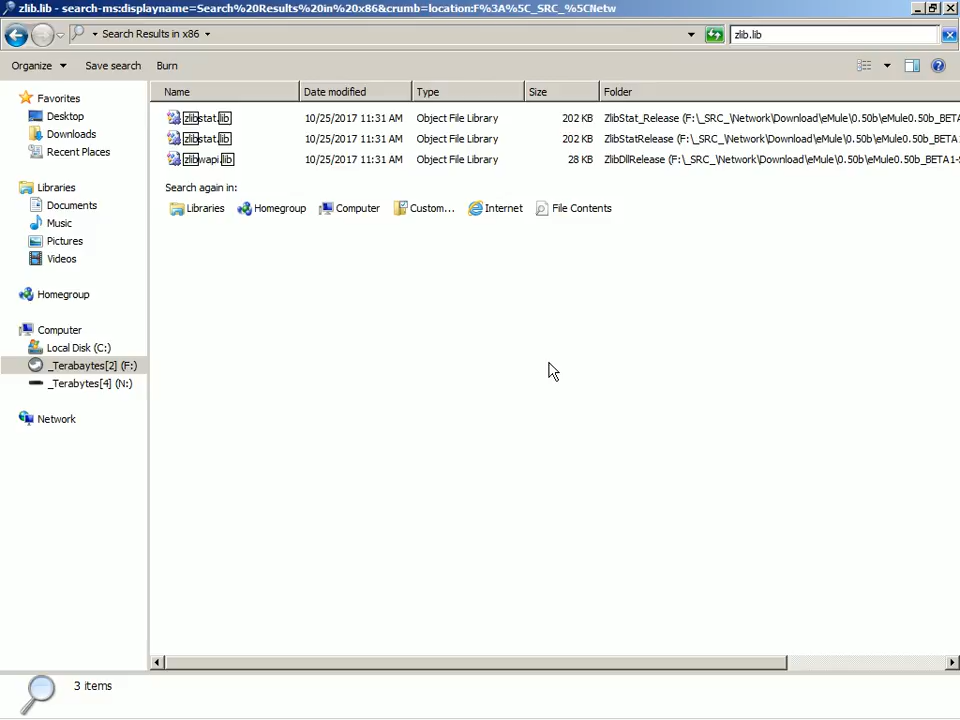 zlib.lib - search-ms:displayname=Search%20Results%20in%20x86&crumb=location:F%3A%5C_SRC_%5CNetw
Search Results in x86
zlib.lib
Organize
Save search
Burn
Name
Date modified
Type
Size
Folder
zlibstat.lib 10/25/2017 11:31 AM Object File Library 202 KB ZlibStat_Release (F:\_SRC_\Network\Download\eMule\0.50b\eMule0.50b_BETA
zlibstat.lib 10/25/2017 11:31 AM Object File Library 202 KB ZlibStatRelease (F:\_SRC_\Network\Download\eMule\0.50b\eMule0.50b_BETA1
zlibwapi.lib 10/25/2017 11:31 AM Object File Library 28 KB ZlibDllRelease (F:\_SRC_\Network\Download\eMule\0.50b\eMule0.50b_BETA1-
Search again in:
Libraries
Homegroup
Computer
Custom...
Internet
File Contents
Favorites
Desktop
Downloads
Recent Places
Libraries
Documents
Music
Pictures
Videos
Homegroup
Computer
Local Disk (C:)
_Terabaytes[2] (F:)
_Terabytes[4] (N:)
Network
3 items